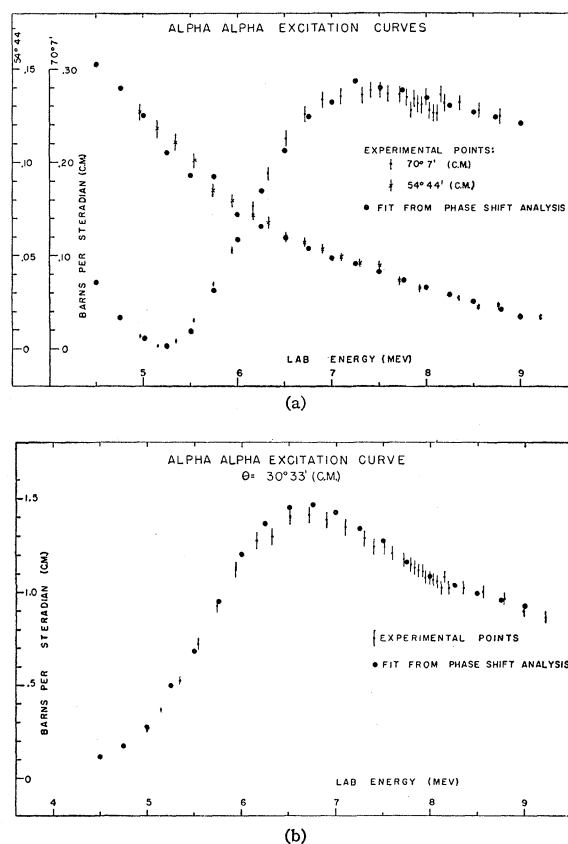 ALPHA ALPHA EXCITATION CURVES
54° 44'
70° 7'
.15
.30
.10
.20
.05
.10
0
0
BARNS PER STERADIAN (C.M.)
EXPERIMENTAL POINTS:
70° 7' (C.M.)
54° 44' (C.M.)
FIT FROM PHASE SHIFT ANALYSIS
LAB ENERGY (MEV)
5
6
7
8
9
(a)
ALPHA ALPHA EXCITATION CURVE
θ= 30° 33' (C.M.)
1.5
1.0
.5
0
BARNS PER STERADIAN (C.M.)
EXPERIMENTAL POINTS
FIT FROM PHASE SHIFT ANALYSIS
LAB ENERGY (MEV)
4
5
6
7
8
9
(b)